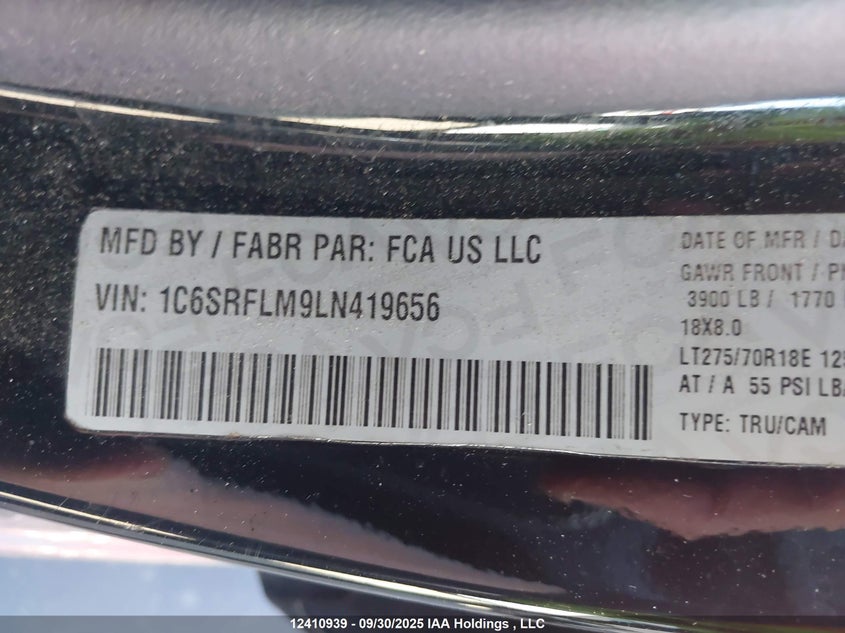 MFD BY / FABR PAR: FCA US LLC
VIN: 1C6SRFLM9LN419656
DATE OF MFR /
GAWR FRONT /
3900 LB / 1770
18X8.0
LT275/70R18E
AT / A 55 PSI
TYPE: TRU/CAM
12410939 - 09/30/2025 IAA Holdings , LLC